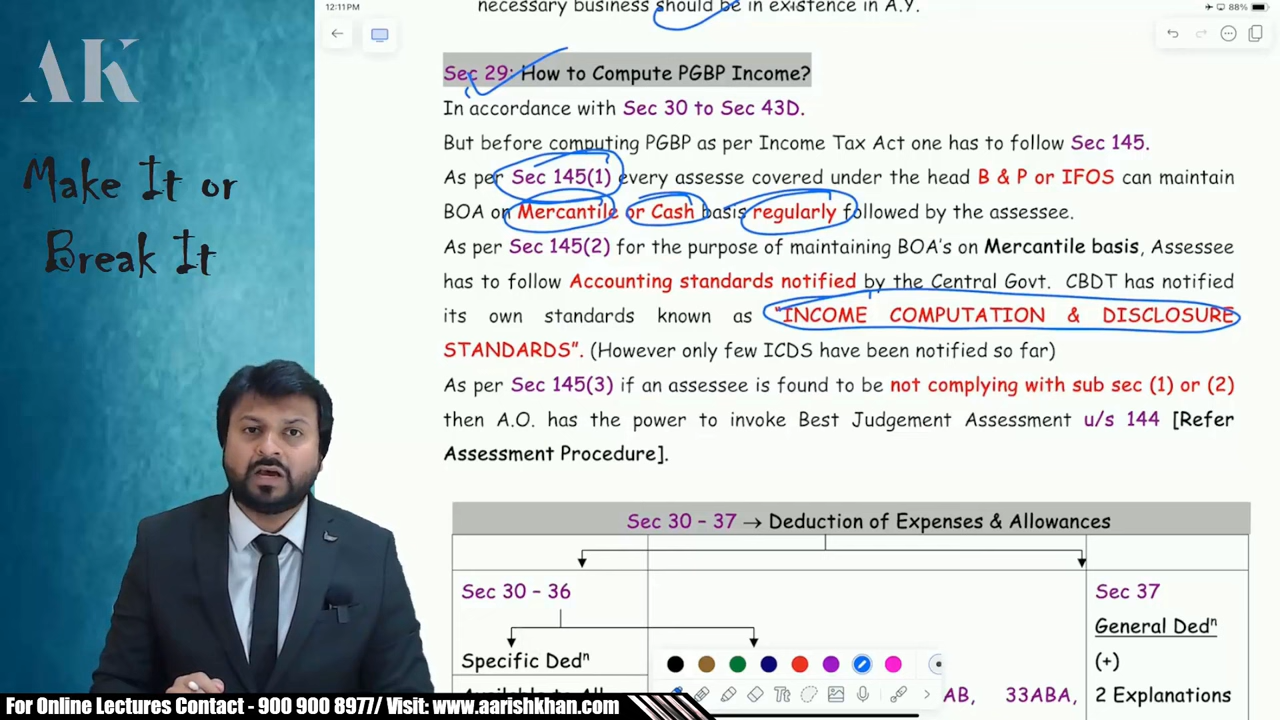 12:11PM
88%
necessary business should be in existence in A.Y.
AK
Make It or
Break It
Sec 29: How to Compute PGBP Income?
In accordance with Sec 30 to Sec 43D.
But before computing PGBP as per Income Tax Act one has to follow Sec 145.
As per Sec 145(1) every assesse covered under the head B & P or IFOS can maintain
BOA on Mercantile or Cash basis regularly followed by the assessee.
As per Sec 145(2) for the purpose of maintaining BOA's on Mercantile basis, Assessee
has to follow Accounting standards notified by the Central Govt. CBDT has notified
its own standards known as "INCOME COMPUTATION & DISCLOSURE
STANDARDS". (However only few ICDS have been notified so far)
As per Sec 145(3) if an assessee is found to be not complying with sub sec (1) or (2)
then A.O. has the power to invoke Best Judgement Assessment u/s 144 [Refer
Assessment Procedure].
Sec 30 – 37 → Deduction of Expenses & Allowances
Sec 30 – 36
Sec 37
General Dedⁿ
Specific Dedⁿ
(+)
Tt
AB, 33ABA,
2 Explanations
For Online Lectures Contact - 900 900 8977/ Visit: www.aarishkhan.com